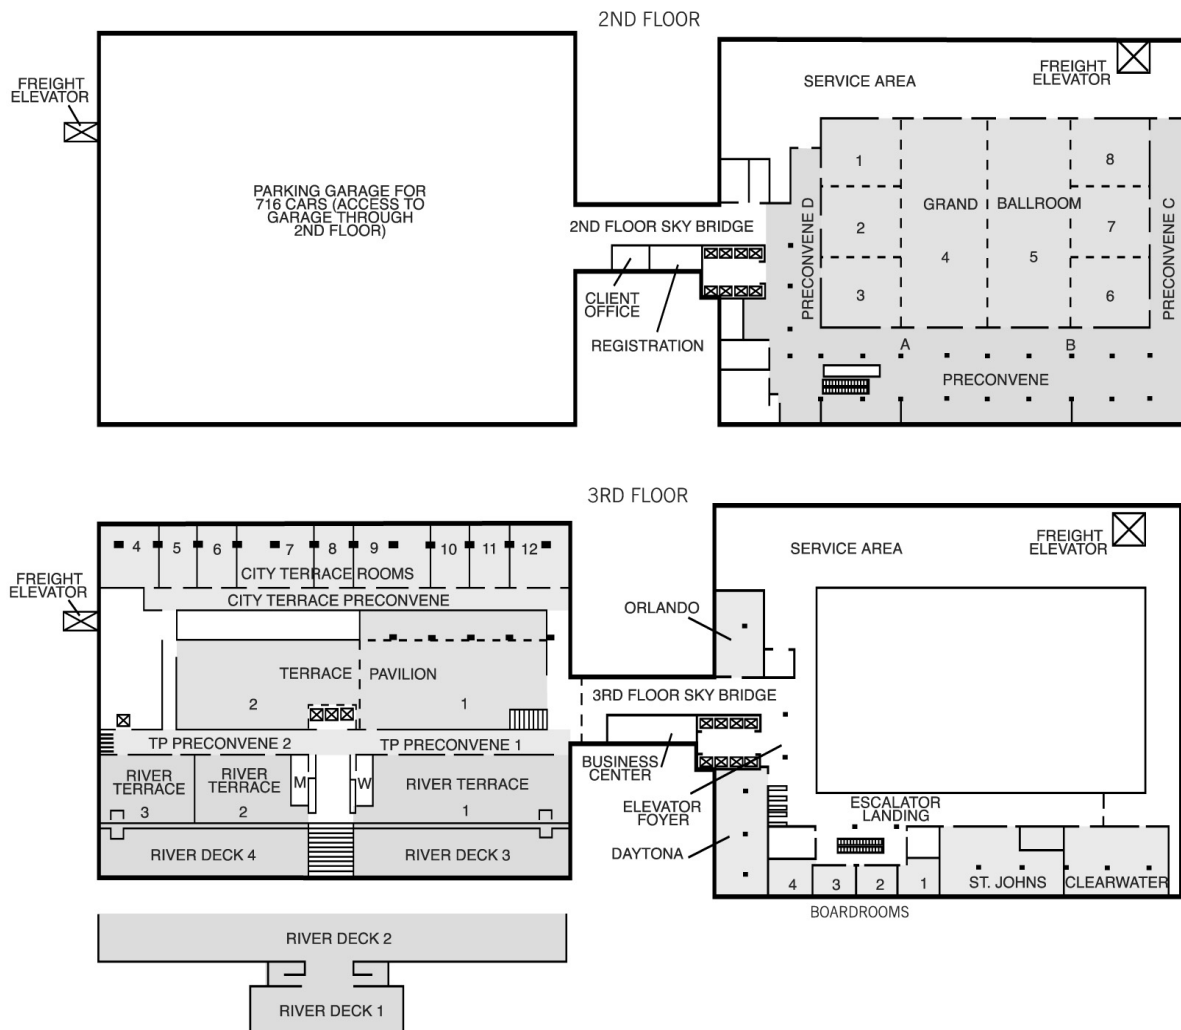 2ND FLOOR
FREIGHT
ELEVATOR
SERVICE AREA
FREIGHT
ELEVATOR
PARKING GARAGE FOR
716 CARS (ACCESS TO
GARAGE THROUGH
2ND FLOOR)
2ND FLOOR SKY BRIDGE
CLIENT
OFFICE
REGISTRATION
PRECONVENE D
1
2
3
GRAND BALLROOM
4
5
8
7
6
PRECONVENE C
A
B
PRECONVENE
3RD FLOOR
FREIGHT
ELEVATOR
4 5 6 7 8 9 10 11 12
CITY TERRACE ROOMS
CITY TERRACE PRECONVENE
TERRACE PAVILION
2
1
TP PRECONVENE 2
TP PRECONVENE 1
RIVER
TERRACE
3
RIVER
TERRACE
2
M
W
RIVER TERRACE
1
RIVER DECK 4
RIVER DECK 3
RIVER DECK 2
RIVER DECK 1
SERVICE AREA
FREIGHT
ELEVATOR
ORLANDO
3RD FLOOR SKY BRIDGE
BUSINESS
CENTER
ELEVATOR
FOYER
DAYTONA
ESCALATOR
LANDING
4
3
2
1
ST. JOHNS
CLEARWATER
BOARDROOMS